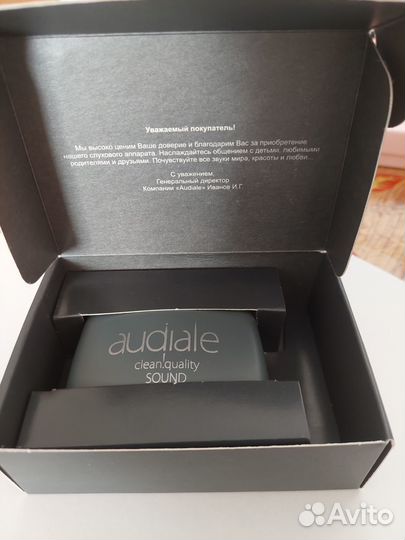 Уважаемый покупатель!
Мы высоко ценим Ваше доверие и благодарим Вас за приобретение
нашего слухового аппарата. Наслаждайтесь общением с детьми, любимыми
родителями и друзьями. Почувствуйте все звуки мира, красоты и любви...
С уважением,
Генеральный директор
Компании «Audiale» Иванов И.Г
audiale
clean.quality
SOUND
Avito